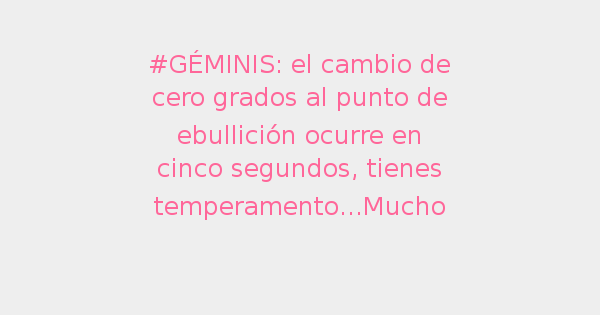 #GÉMINIS: el cambio de
cero grados al punto de
ebullición ocurre en
cinco segundos, tienes
temperamento...Mucho